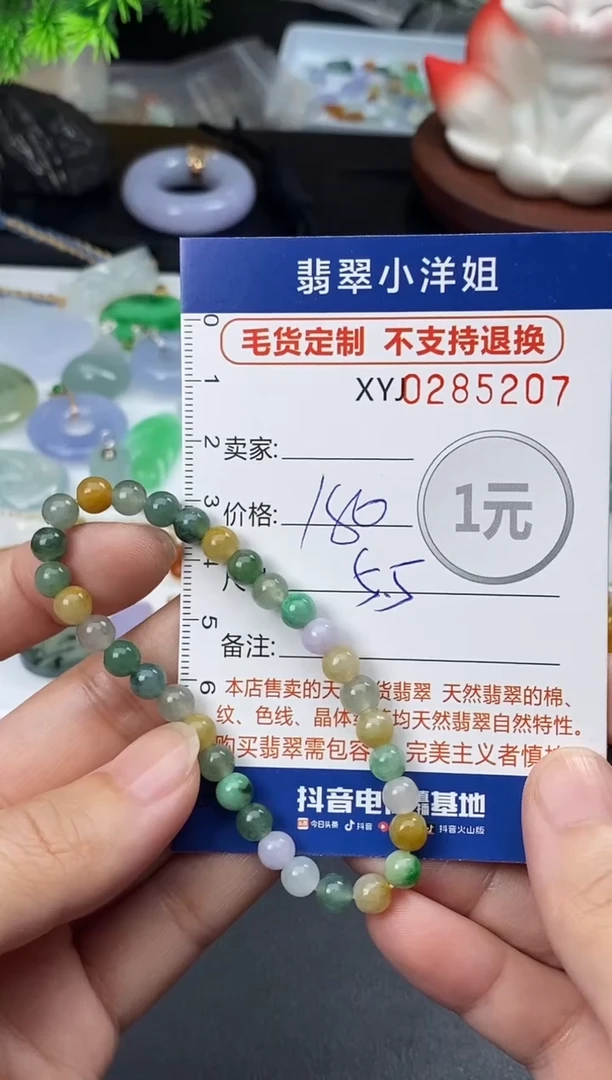 翡翠小洋姐
毛货定制 不支持退换
XYJ0285207
0
1
2
3
4
5
6
卖家:
价格: 180
1元
尺
5.5
备注:
本店售卖的天 货翡翠 天然翡翠的棉、
纹、色线、晶体 均天然翡翠自然特性。
购买翡翠需包容 完美主义者慎
抖音电 直播基地
今日头条 抖音 抖音火山版